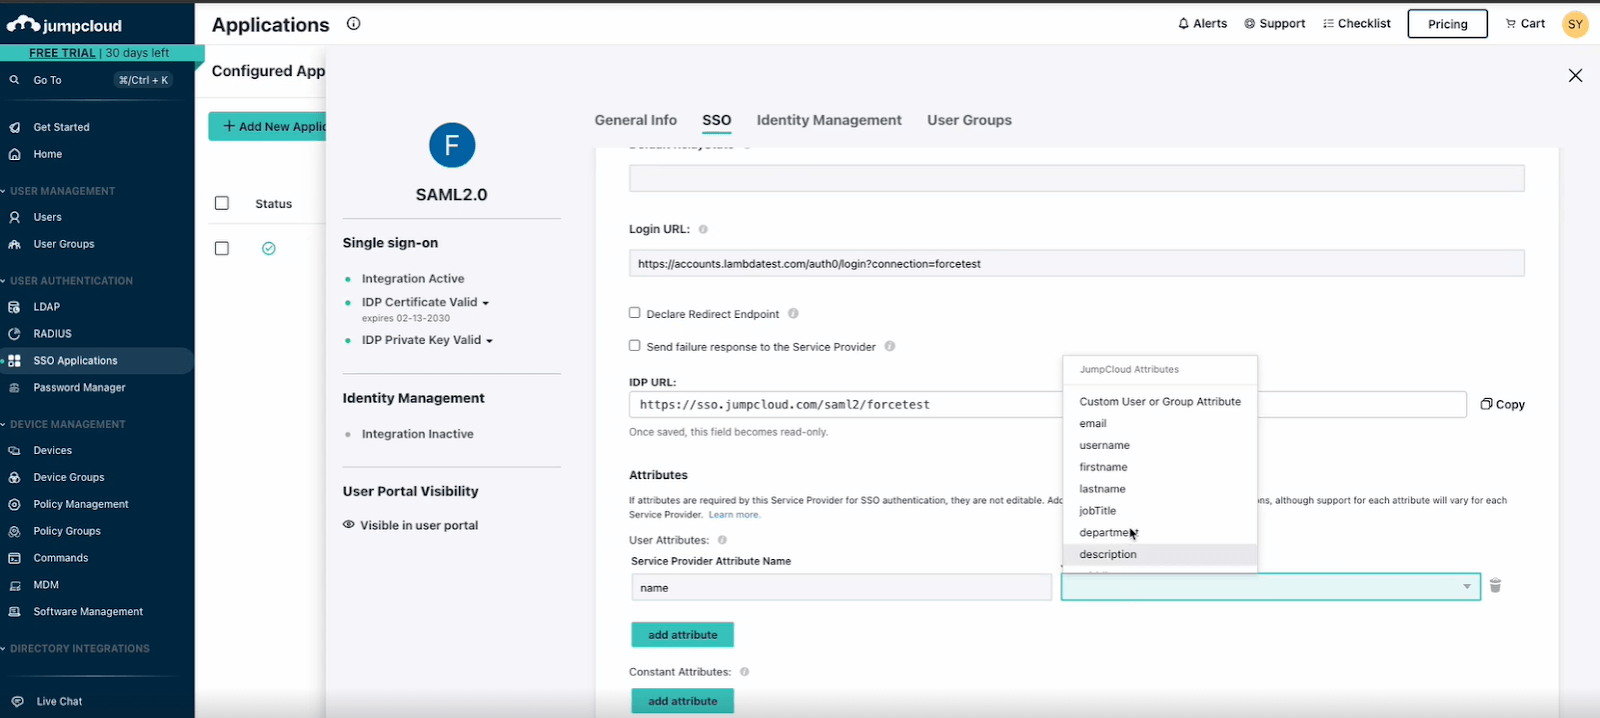 jumpcloud
FREE TRIAL | 30 days left
Go To
⌘/Ctrl + K
Get Started
Home
USER MANAGEMENT
Users
User Groups
USER AUTHENTICATION
LDAP
RADIUS
SSO Applications
Password Manager
DEVICE MANAGEMENT
Devices
Device Groups
Policy Management
Policy Groups
Commands
MDM
Software Management
DIRECTORY INTEGRATIONS
Live Chat
Applications
Alerts
Support
Checklist
Pricing
Cart
SY
Configured App
+ Add New Applic
Status
F
SAML2.0
Single sign-on
Integration Active
IDP Certificate Valid
expires 02-13-2030
IDP Private Key Valid
Identity Management
Integration Inactive
User Portal Visibility
Visible in user portal
General Info
SSO
Identity Management
User Groups
Login URL:
https://accounts.lambdatest.com/auth0/login?connection=forcetest
Declare Redirect Endpoint
Send failure response to the Service Provider
IDP URL:
https://sso.jumpcloud.com/saml2/forcetest
Copy
Once saved, this field becomes read-only.
Attributes
If attributes are required by this Service Provider for SSO authentication, they are not editable. Ad
ns, although support for each attribute will vary for each
Service Provider. Learn more.
User Attributes:
Service Provider Attribute Name
name
JumpCloud Attributes
Custom User or Group Attribute
email
username
firstname
lastname
jobTitle
department
description
add attribute
Constant Attributes:
add attribute